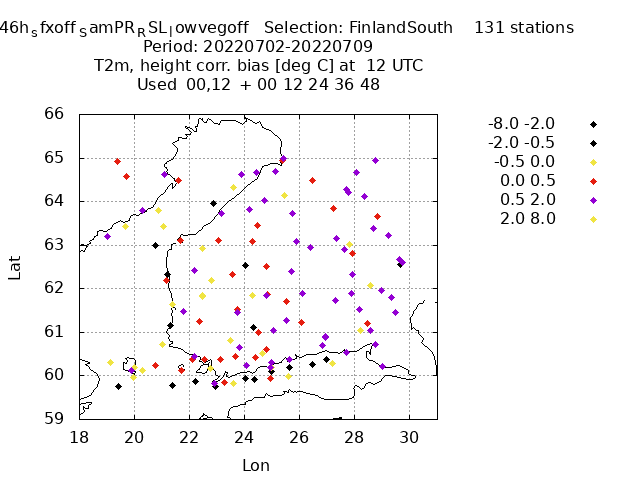 46h_sfxoff_SamPR_RSL_lowvegoff Selection: FinlandSouth 131 stations
Period: 20220702-20220709
T2m, height corr. bias [deg C] at 12 UTC
Used 00,12 + 00 12 24 36 48
66
65
64
63
62
61
60
59
18 20 22 24 26 28 30
Lat
Lon
-8.0 -2.0
-2.0 -0.5
-0.5 0.0
0.0 0.5
0.5 2.0
2.0 8.0